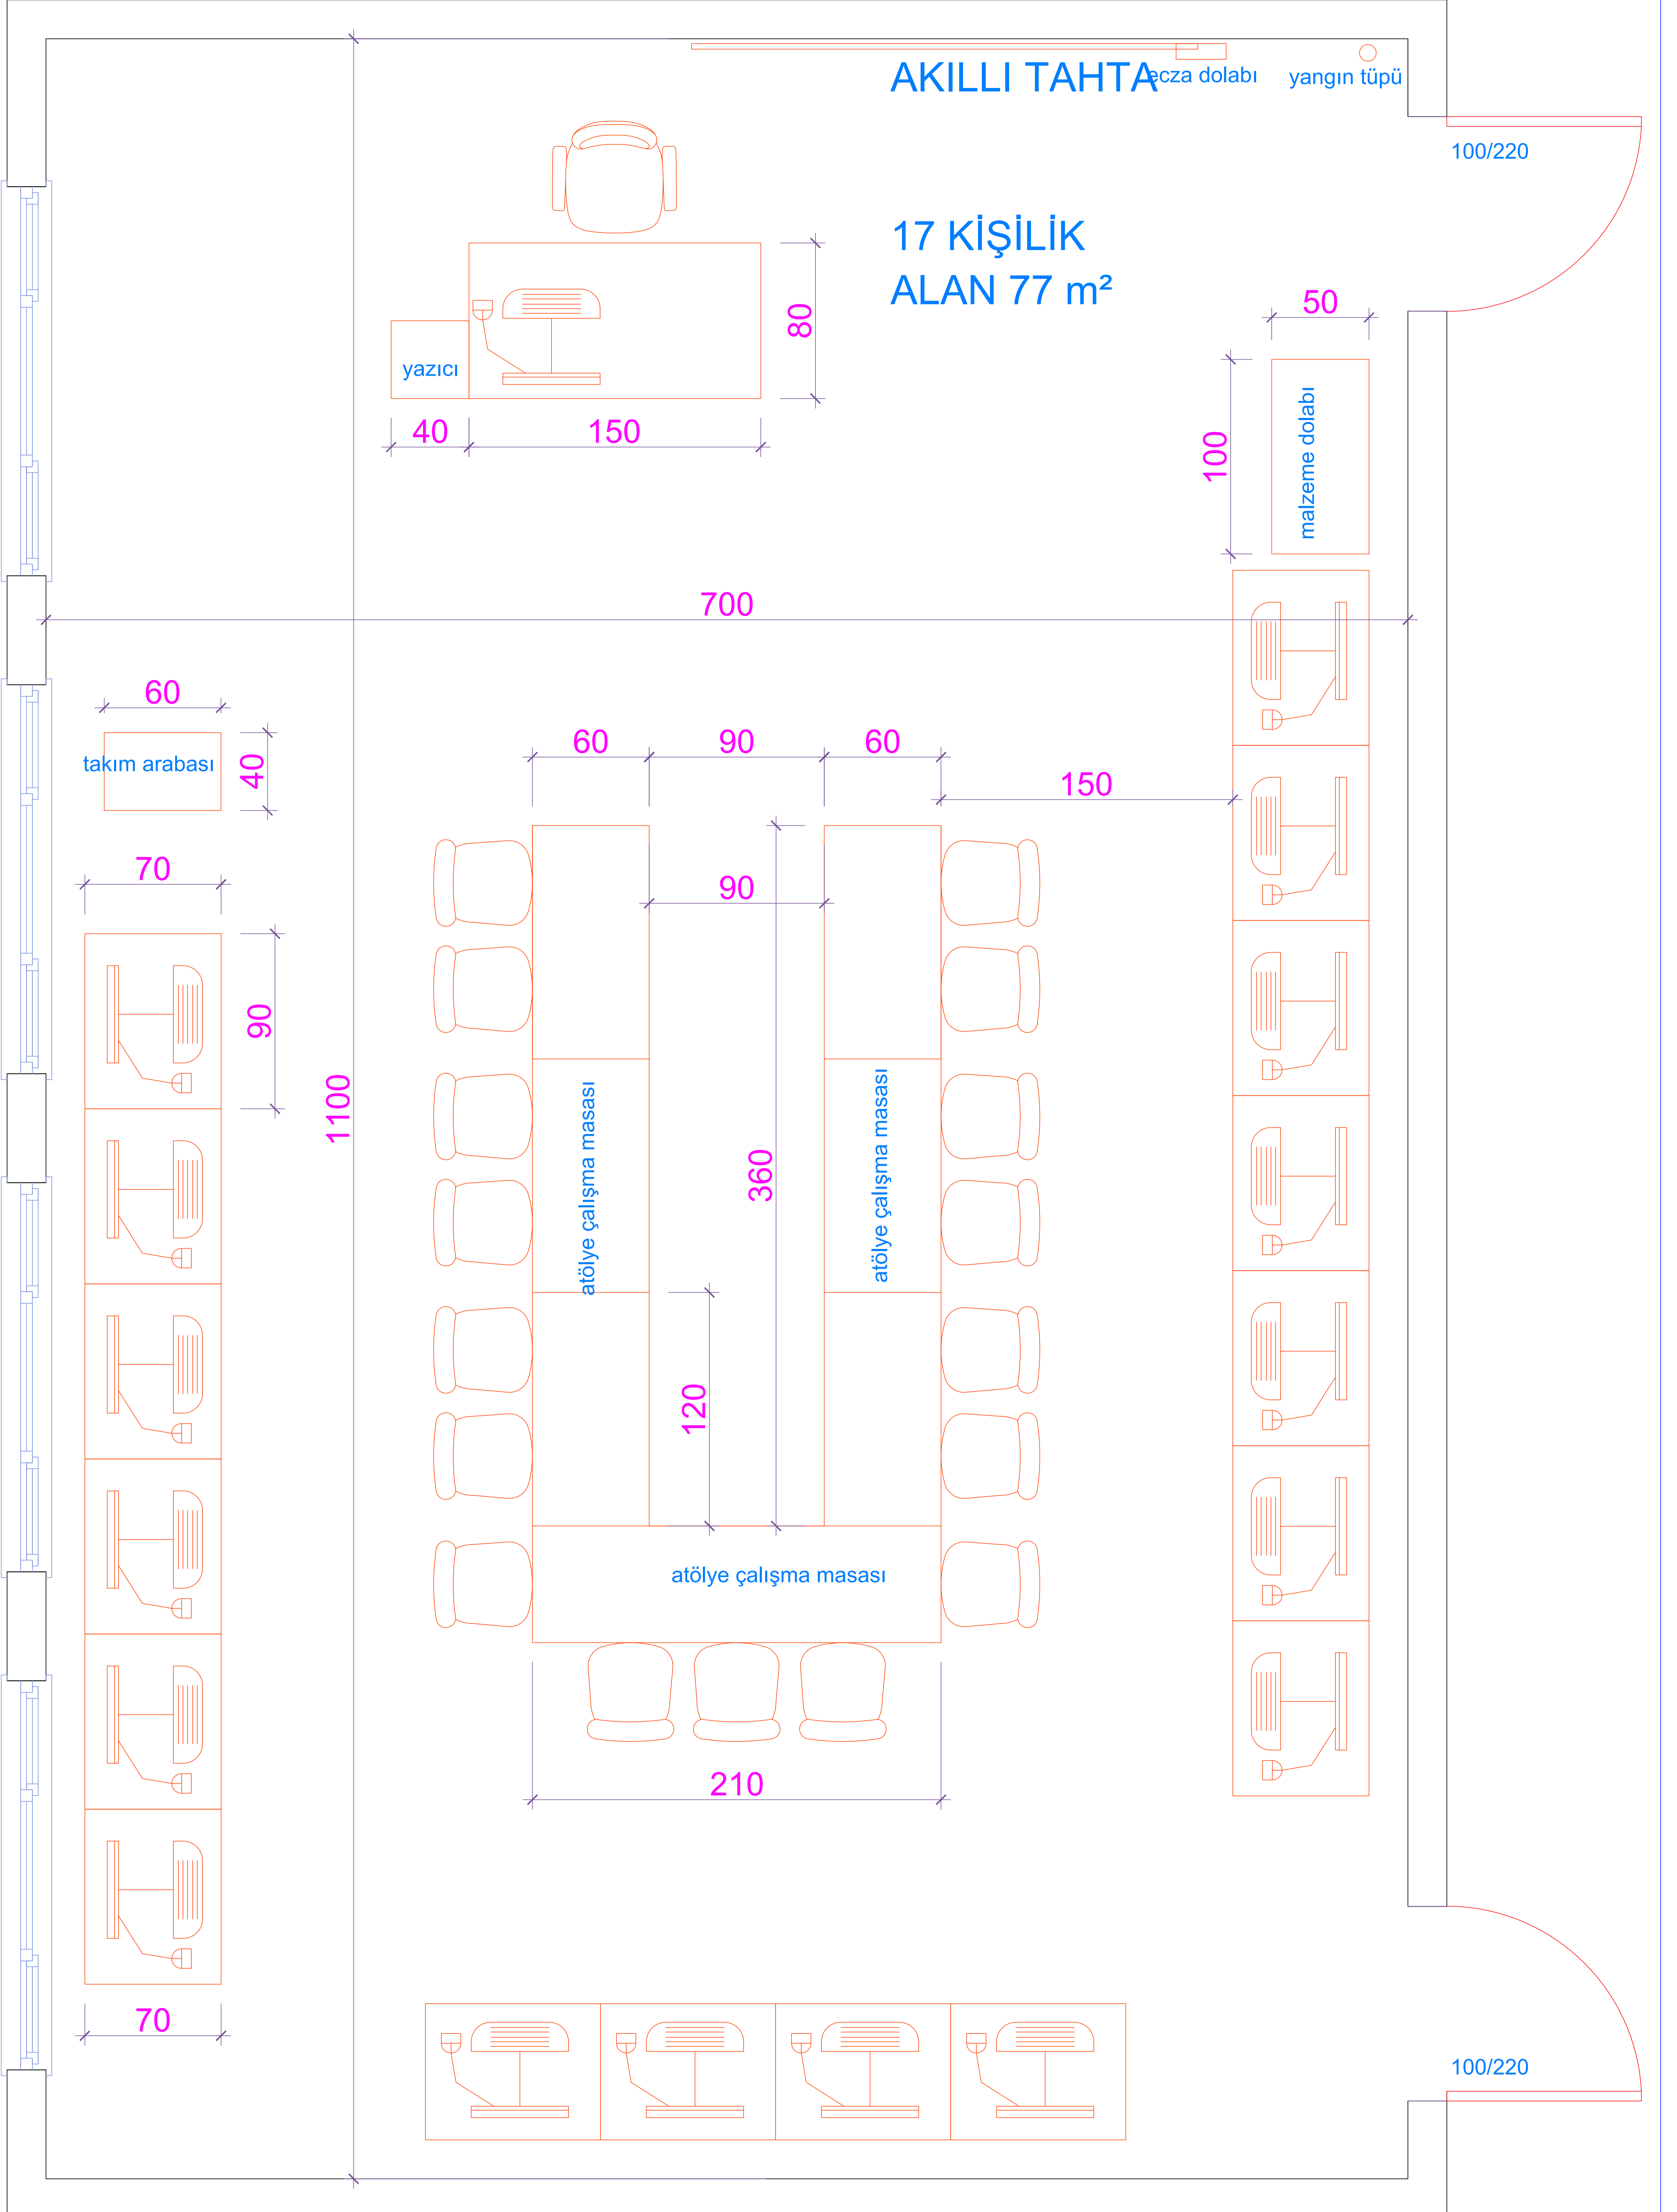 AKILLI TAHTA
ecza dolabı
yangın tüpü
100/220
17 KİŞİLİK
ALAN 77 m²
50
80
yazıcı
malzeme dolabı
40
150
100
700
60
takım arabası
40
60
90
60
150
70
90
90
1100
atölye çalışma masası
360
atölye çalışma masası
120
atölye çalışma masası
210
70
100/220